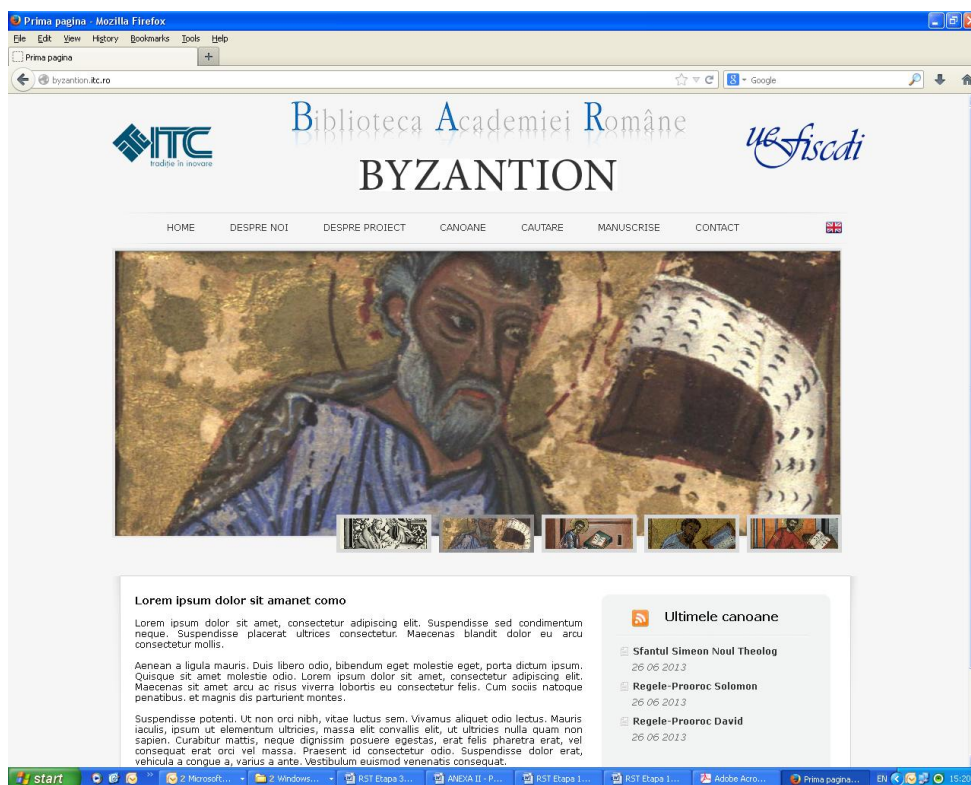 Prima pagina - Mozilla Firefox
File Edit View History Bookmarks Tools Help
Prima pagina +
byzantion.itc.ro Google
Biblioteca Academiei Române
ITC
tradiție în inovare
BYZANTION
uefiscdi
HOME DESPRE NOI DESPRE PROIECT CANOANE CAUTARE MANUSCRISE CONTACT
Lorem ipsum dolor sit amanet como
Lorem ipsum dolor sit amet, consectetur adipiscing elit. Suspendisse sed condimentum
neque. Suspendisse placerat ultrices consectetur. Maecenas blandit dolor eu arcu
consectetur mollis.
Aenean a ligula mauris. Duis libero odio, bibendum eget molestie eget, porta dictum ipsum.
Quisque sit amet molestie odio. Lorem ipsum dolor sit amet, consectetur adipiscing elit.
Maecenas sit amet arcu ac risus viverra lobortis eu consectetur felis. Cum sociis natoque
penatibus. et magnis dis parturient montes.
Suspendisse potenti. Ut non orci nibh, vitae luctus sem. Vivamus aliquet odio lectus. Mauris
iaculis, ipsum ut elementum ultricies, massa elit convallis elit, ut ultricies nulla quam non
sapien. Curabitur mattis, neque dignissim posuere egestas, erat felis pharetra erat, vel
consequat erat orci vel massa. Praesent id consectetur odio. Suspendisse dolor erat,
vehicula a congue a, varius a ante. Vestibulum euismod venenatis consequat.
Ultimele canoane
Sfantul Simeon Noul Theolog
26 06 2013
Regele-Prooroc Solomon
26 06 2013
Regele-Prooroc David
26 06 2013
start 2 Microsoft... 2 Windows... RST Etapa 3... ANEXA II - P... RST Etapa 1... RST Etapa 1... Adobe Acro... Prima pagina... EN 15:20